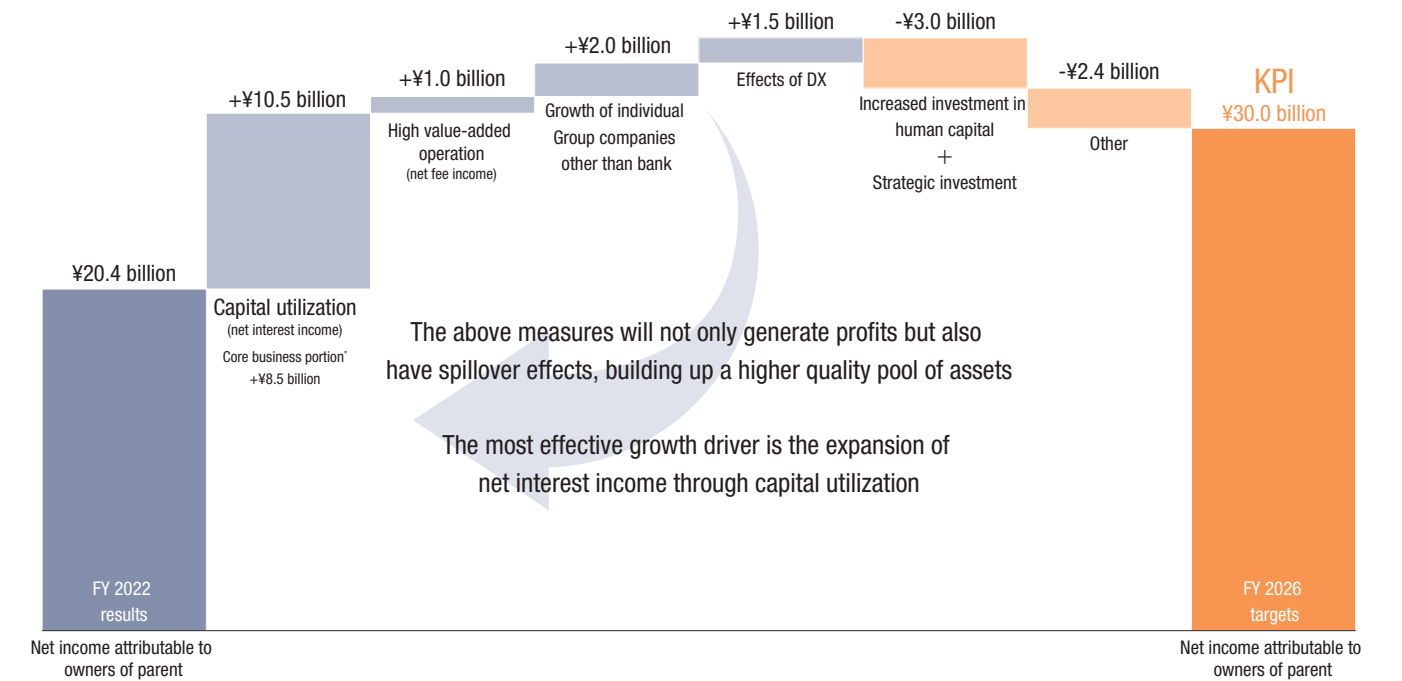 ¥20.4 billion
FY 2022
results
Net income attributable to
owners of parent
+¥10.5 billion
Capital utilization
(net interest income)
Core business portion*
+¥8.5 billion
+¥1.0 billion
High value-added
operation
(net fee income)
+¥2.0 billion
Growth of individual
Group companies
other than bank
+¥1.5 billion
Effects of DX
-¥3.0 billion
Increased investment in
human capital
+
Strategic investment
-¥2.4 billion
Other
KPI
¥30.0 billion
FY 2026
targets
Net income attributable to
owners of parent
The above measures will not only generate profits but also
have spillover effects, building up a higher quality pool of assets
The most effective growth driver is the expansion of
net interest income through capital utilization